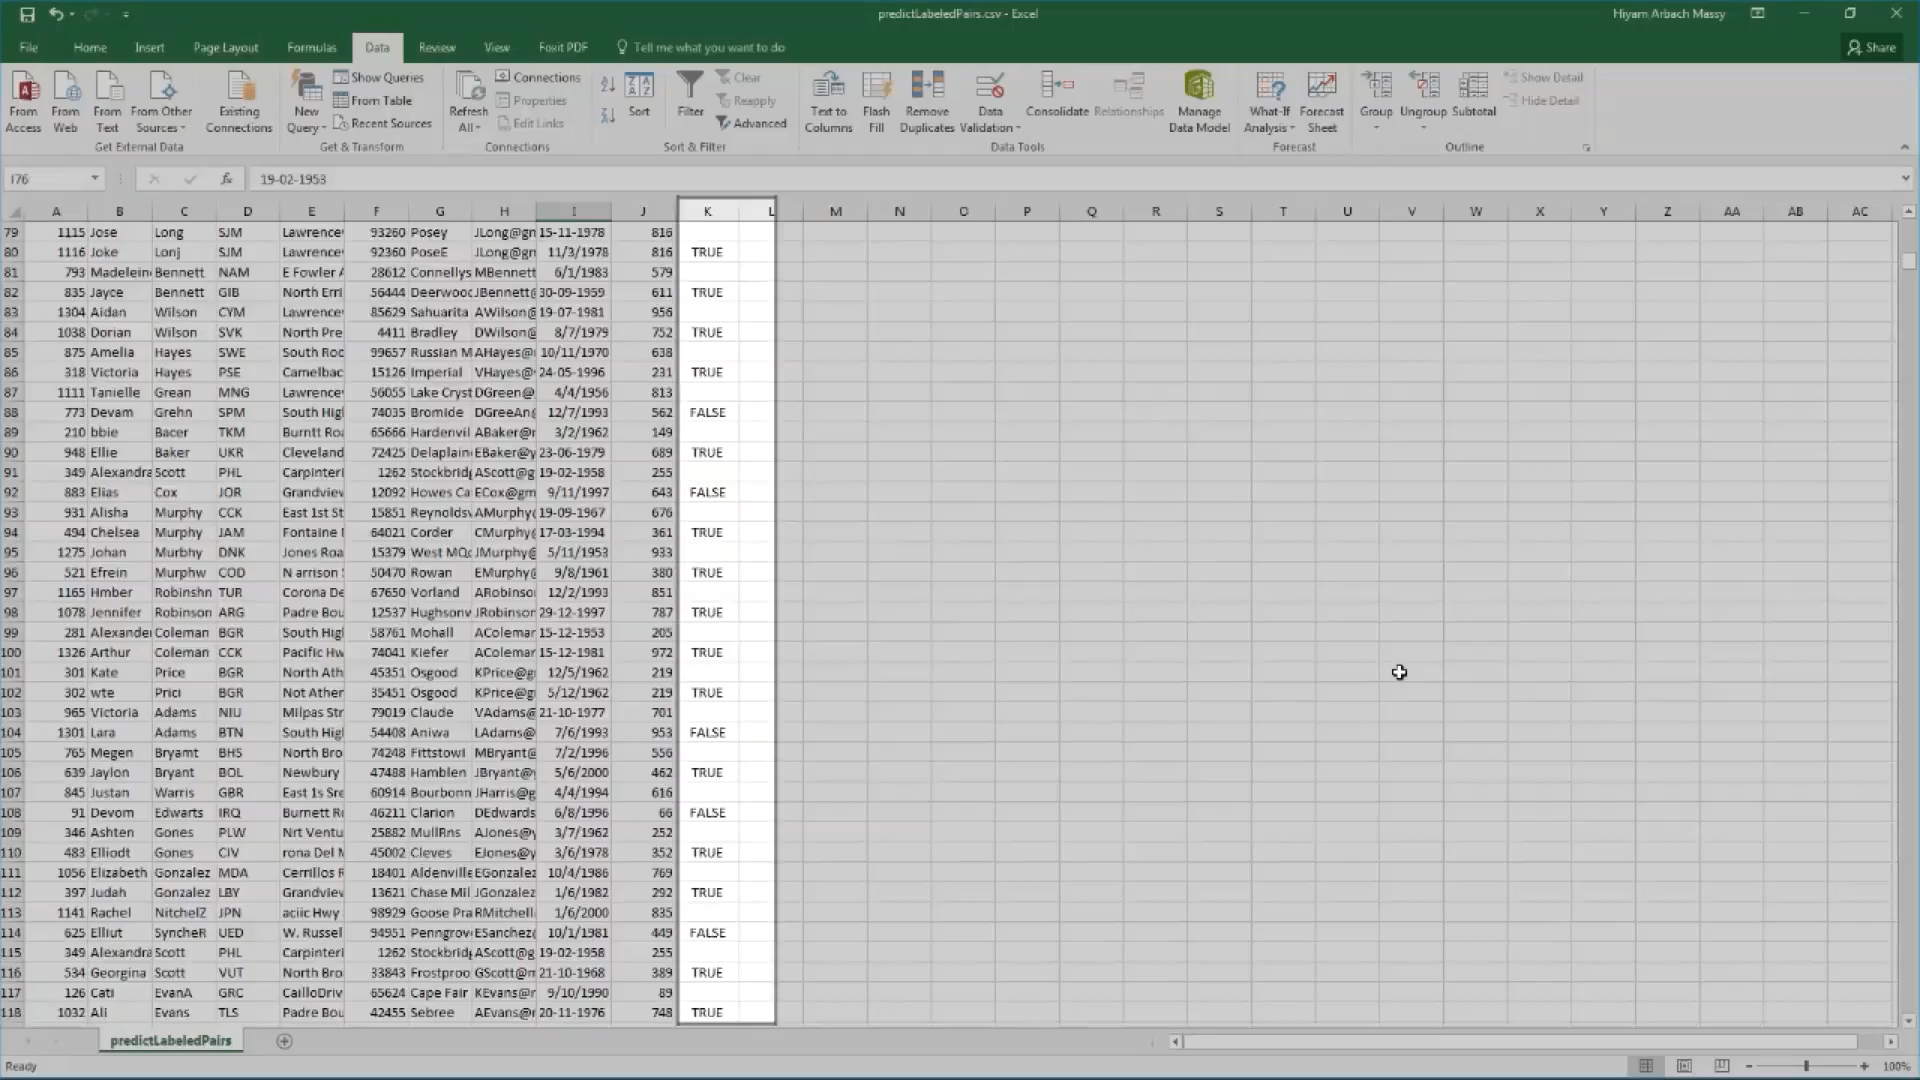 predictLabeledPairs.csv - Excel
Hiyam Arbach Massy
File Home Insert Page Layout Formulas Data Review View Foxit PDF Tell me what you want to do Share
From Access
From Web
From Text
From Other Sources
Existing Connections
Get External Data
New Query
Show Queries
From Table
Recent Sources
Get & Transform
Refresh All
Connections
Properties
Edit Links
Connections
Sort
Filter
Clear
Reapply
Advanced
Sort & Filter
Text to Columns
Flash Fill
Remove Duplicates
Data Validation
Consolidate
Relationships
Manage Data Model
Data Tools
What-If Analysis
Forecast Sheet
Forecast
Group
Ungroup
Subtotal
Show Detail
Hide Detail
Outline
I76 fx 19-02-1953
A B C D E F G H I J K L M N O P Q R S T U V W X Y Z AA AB AC
79 1115 Jose Long SJM Lawrence 93260 Posey JLong@gn 15-11-1978 816
80 1116 Joke Lonj SJM Lawrence 92360 PoseE JLong@gn 11/3/1978 816 TRUE
81 793 Madelein Bennett NAM E Fowler A 28612 Connellys MBennett 6/1/1983 579
82 835 Jayce Bennett GIB North Erri 56444 Deerwood JBennett@ 30-09-1959 611 TRUE
83 1304 Aidan Wilson CYM Lawrence 85629 Sahuarita AWilson@ 19-07-1981 956
84 1038 Dorian Wilson SVK North Pre 4411 Bradley DWilson@ 8/7/1979 752 TRUE
85 875 Amelia Hayes SWE South Roc 99657 Russian M AHayes@ 10/11/1970 638
86 318 Victoria Hayes PSE Camelbac 15126 Imperial VHayes@ 24-05-1996 231 TRUE
87 1111 Tanielle Grean MNG Lawrence 56055 Lake Cryst DGreen@ 4/4/1956 813
88 773 Devam Grehn SPM South Hig 74035 Bromide DGreeAn 12/7/1993 562 FALSE
89 210 bbie Bacer TKM Burntt Roa 65666 Hardenvil ABaker@ 3/2/1962 149
90 948 Ellie Baker UKR Cleveland 72425 Delaplain EBaker@y 23-06-1979 689 TRUE
91 349 Alexandra Scott PHL Carpinteri 1262 Stockbrid AScott@g 19-02-1958 255
92 883 Elias Cox JOR Grandview 12092 Howes Ca ECox@gm 9/11/1997 643 FALSE
93 931 Alisha Murphy CCK East 1st St 15851 Reynolds AMurphy 19-09-1967 676
94 494 Chelsea Murphy JAM Fontaine 64021 Corder CMurphy 17-03-1994 361 TRUE
95 1275 Johan Murbhy DNK Jones Roa 15379 West MQ JMurphy 5/11/1953 933
96 521 Efrein Murphw COD N arrison 50470 Rowan EMurphy@ 9/8/1961 380 TRUE
97 1165 Hmber Robinshn TUR Corona De 67650 Vorland ARobinso 12/2/1993 851
98 1078 Jennifer Robinson ARG Padre Bou 12537 Hughsonv JRobinson 29-12-1997 787 TRUE
99 281 Alexande Coleman BGR South Hig 58761 Mohall AColemar 15-12-1953 205
100 1326 Arthur Coleman CCK Pacific Hw 74041 Kiefer AColemar 15-12-1981 972 TRUE
101 301 Kate Price BGR North Ath 45351 Osgood KPrice@g 12/5/1962 219
102 302 wte Prici BGR Not Ather 35451 Osgood KPrice@g 5/12/1962 219 TRUE
103 965 Victoria Adams NIU Milpas Str 79019 Claude VAdams@ 21-10-1977 701
104 1301 Lara Adams BTN South Hig 54408 Aniwa LAdams@ 7/6/1993 953 FALSE
105 765 Megen Bryamt BHS North Bro 74248 Fittstowl MBryant@ 7/2/1996 556
106 639 Jaylon Bryant BOL Newbury 47488 Hamblen JBryant@y 5/6/2000 462 TRUE
107 845 Justan Warris GBR East 1s Sre 60914 Bourbonn JHarris@g 4/4/1994 616
108 91 Devom Edwarts IRQ Burnett R 46211 Clarion DEdwards 6/8/1996 66 FALSE
109 346 Ashten Gones PLW Nrt Ventu 25882 MullRns AJones@y 3/7/1962 252
110 483 Elliodt Gones CIV rona Del M 45002 Cleves EJones@y 3/6/1978 352 TRUE
111 1056 Elizabeth Gonzalez MDA Cerrillos R 18401 Aldenville EGonzalez 10/4/1986 769
112 397 Judah Gonzalez LBY Grandview 13621 Chase Mil JGonzalez 1/6/1982 292 TRUE
113 1141 Rachel NitchelZ JPN aciic Hwy 98929 Goose Pra RMitchell 1/6/2000 835
114 625 Elliut SyncheR UED W. Russel 94951 Penngrov ESanchez 10/1/1981 449 FALSE
115 349 Alexandra Scott PHL Carpinteri 1262 Stockbrid AScott@g 19-02-1958 255
116 534 Georgina Scott VUT North Bro 33843 Frostproo GScott@m 21-10-1968 389 TRUE
117 126 Cati EvanA GRC CailloDriv 65624 Cape Fair KEvans@ 9/10/1990 89
118 1032 Ali Evans TLS Padre Bou 42455 Sebree AEvans@ 20-11-1976 748 TRUE
predictLabeledPairs
Ready
100%